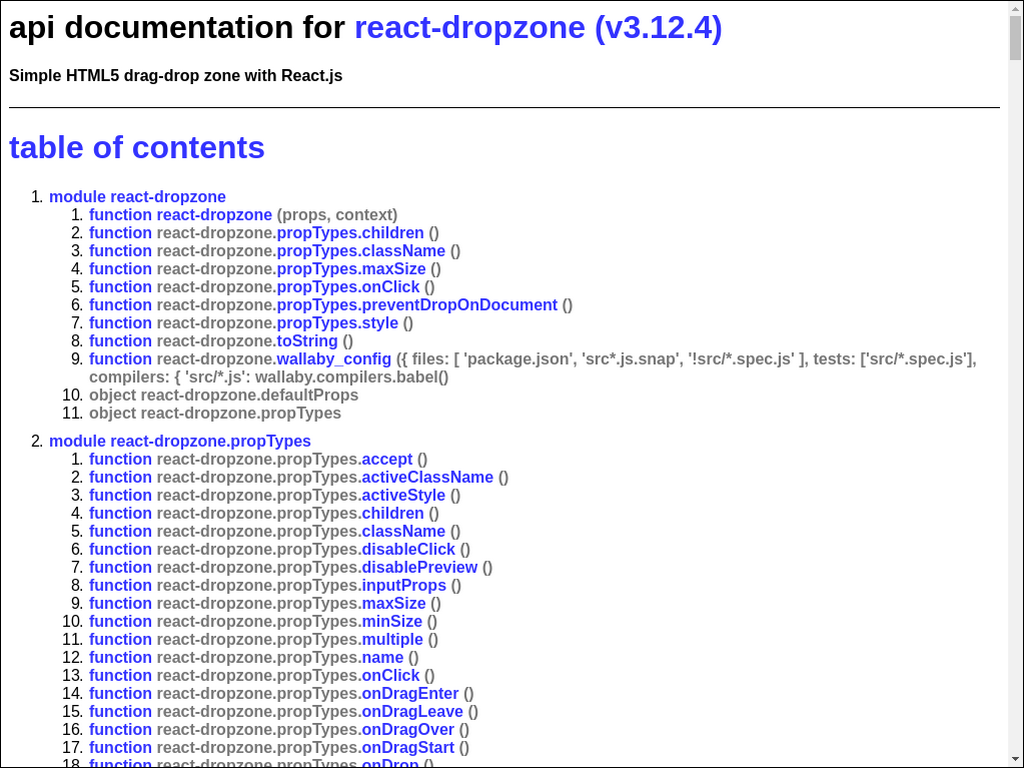 api documentation for react-dropzone (v3.12.4)
Simple HTML5 drag-drop zone with React.js
table of contents
1. module react-dropzone
1. function react-dropzone (props, context)
2. function react-dropzone.propTypes.children ()
3. function react-dropzone.propTypes.className ()
4. function react-dropzone.propTypes.maxSize ()
5. function react-dropzone.propTypes.onClick ()
6. function react-dropzone.propTypes.preventDropOnDocument ()
7. function react-dropzone.propTypes.style ()
8. function react-dropzone.toString ()
9. function react-dropzone.wallaby_config ({ files: [ 'package.json', 'src*.js.snap', '!src/*.spec.js' ], tests: ['src/*.spec.js'],
compilers: { 'src/*.js': wallaby.compilers.babel()
10. object react-dropzone.defaultProps
11. object react-dropzone.propTypes
2. module react-dropzone.propTypes
1. function react-dropzone.propTypes.accept ()
2. function react-dropzone.propTypes.activeClassName ()
3. function react-dropzone.propTypes.activeStyle ()
4. function react-dropzone.propTypes.children ()
5. function react-dropzone.propTypes.className ()
6. function react-dropzone.propTypes.disableClick ()
7. function react-dropzone.propTypes.disablePreview ()
8. function react-dropzone.propTypes.inputProps ()
9. function react-dropzone.propTypes.maxSize ()
10. function react-dropzone.propTypes.minSize ()
11. function react-dropzone.propTypes.multiple ()
12. function react-dropzone.propTypes.name ()
13. function react-dropzone.propTypes.onClick ()
14. function react-dropzone.propTypes.onDragEnter ()
15. function react-dropzone.propTypes.onDragLeave ()
16. function react-dropzone.propTypes.onDragOver ()
17. function react-dropzone.propTypes.onDragStart ()
18. function react-dropzone.propTypes.onDrop ()